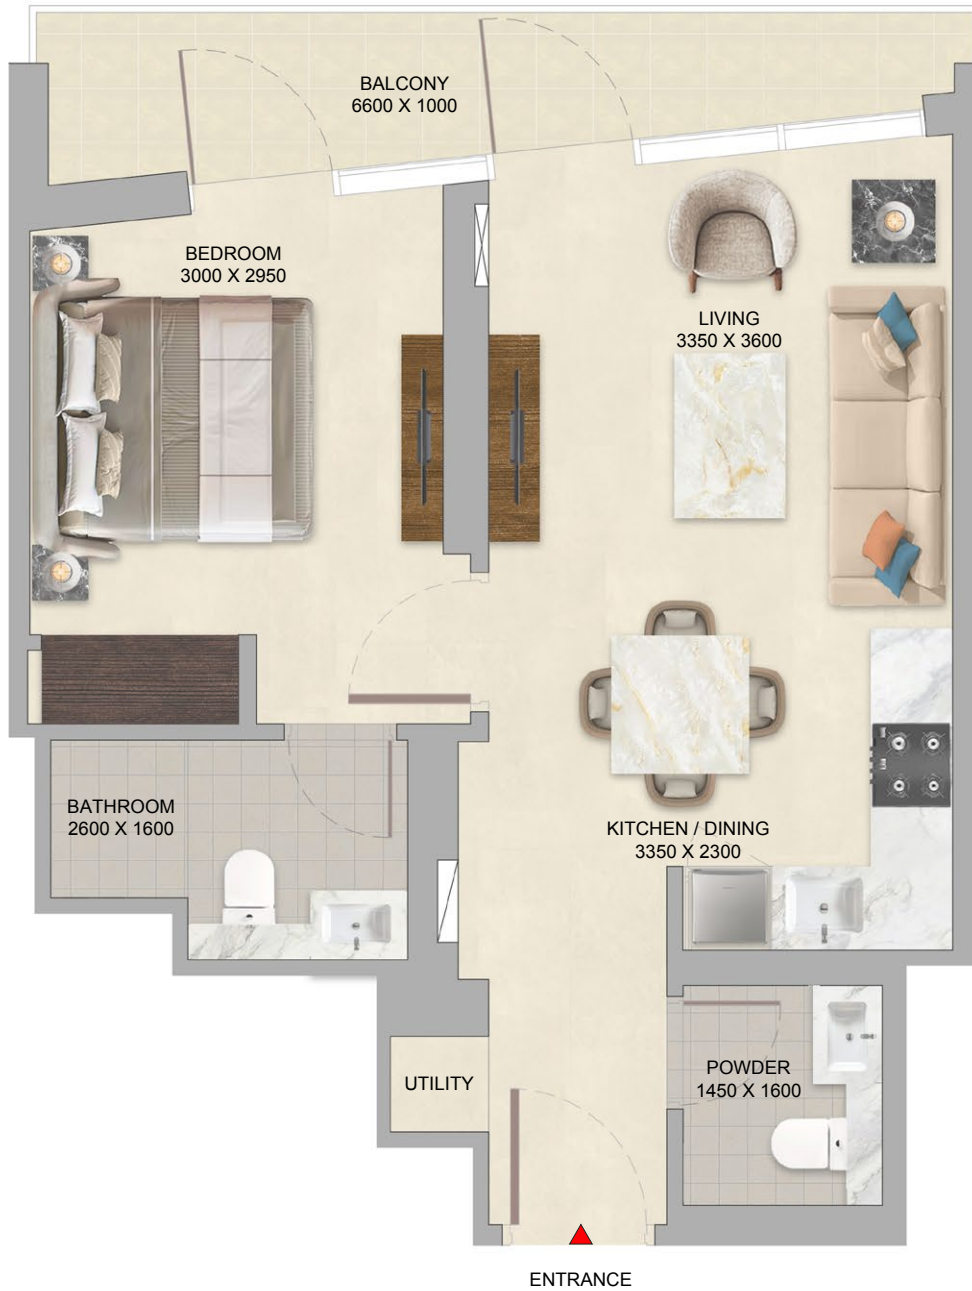 BALCONY
6600 X 1000
BEDROOM
3000 X 2950
LIVING
3350 X 3600
BATHROOM
2600 X 1600
KITCHEN / DINING
3350 X 2300
UTILITY
POWDER
1450 X 1600
ENTRANCE